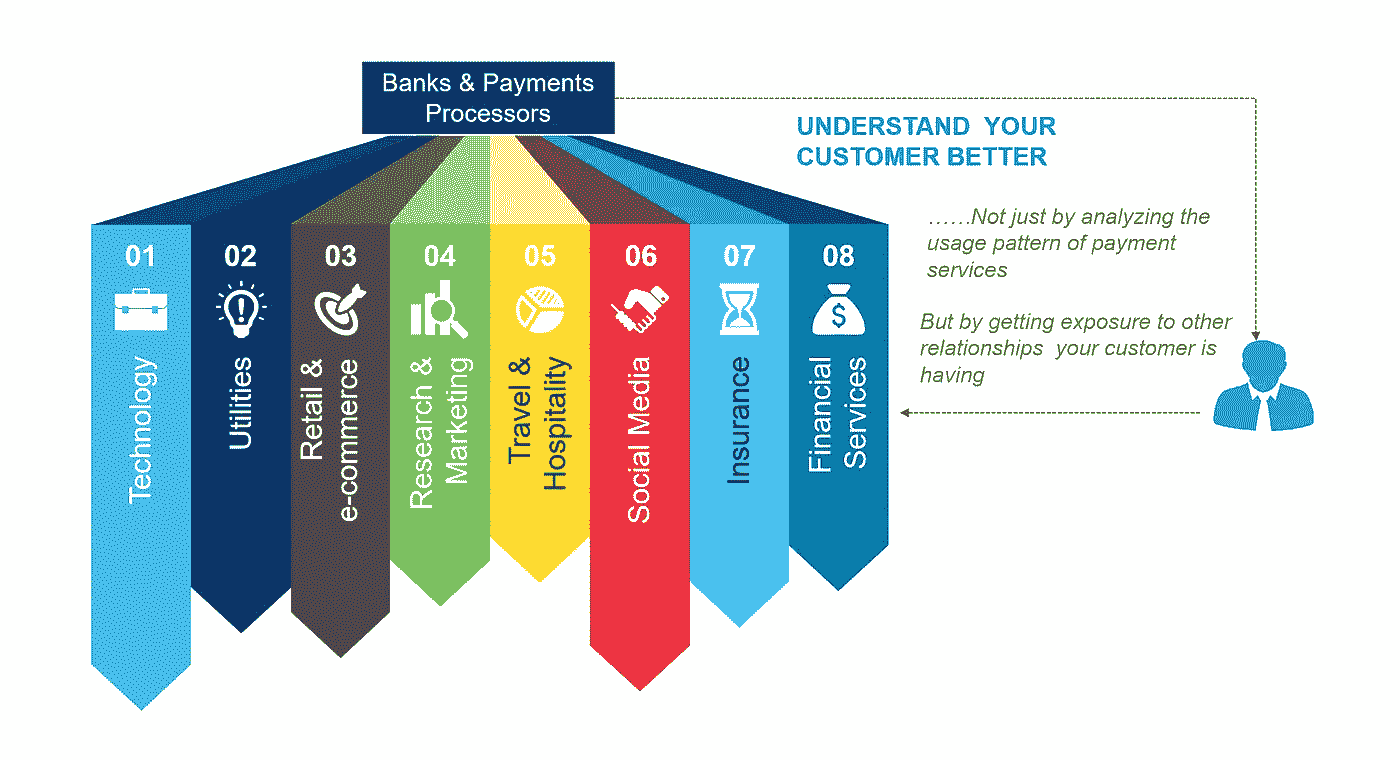 Banks & Payments
Processors
UNDERSTAND YOUR
CUSTOMER BETTER
……Not just by analyzing the
usage pattern of payment
services
But by getting exposure to other
relationships your customer is
having
01
Technology
02
Utilities
03
Retail &
e-commerce
04
Research &
Marketing
05
Travel &
Hospitality
06
Social Media
07
Insurance
08
$
Financial
Services